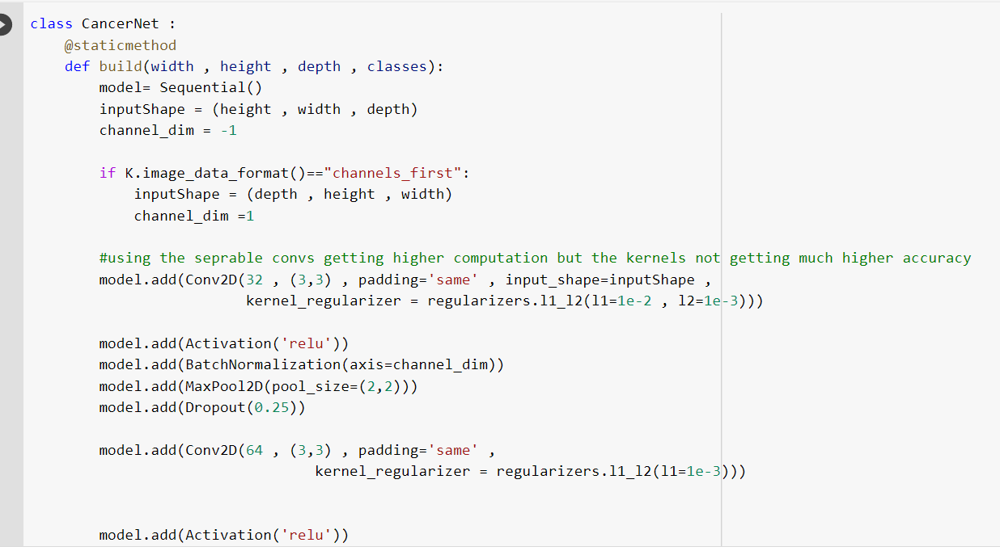 class CancerNet :
@staticmethod
def build(width , height , depth , classes):
model= Sequential()
inputShape = (height , width , depth)
channel_dim = -1
if K.image_data_format()=="channels_first":
inputShape = (depth , height , width)
channel_dim =1
#using the seprable convs getting higher computation but the kernels not getting much higher accuracy
model.add(Conv2D(32 , (3,3) , padding='same' , input_shape=inputShape ,
kernel_regularizer = regularizers.l1_l2(l1=1e-2 , l2=1e-3)))
model.add(Activation('relu'))
model.add(BatchNormalization(axis=channel_dim))
model.add(MaxPool2D(pool_size=(2,2)))
model.add(Dropout(0.25))
model.add(Conv2D(64 , (3,3) , padding='same' ,
kernel_regularizer = regularizers.l1_l2(l1=1e-3)))
model.add(Activation('relu'))